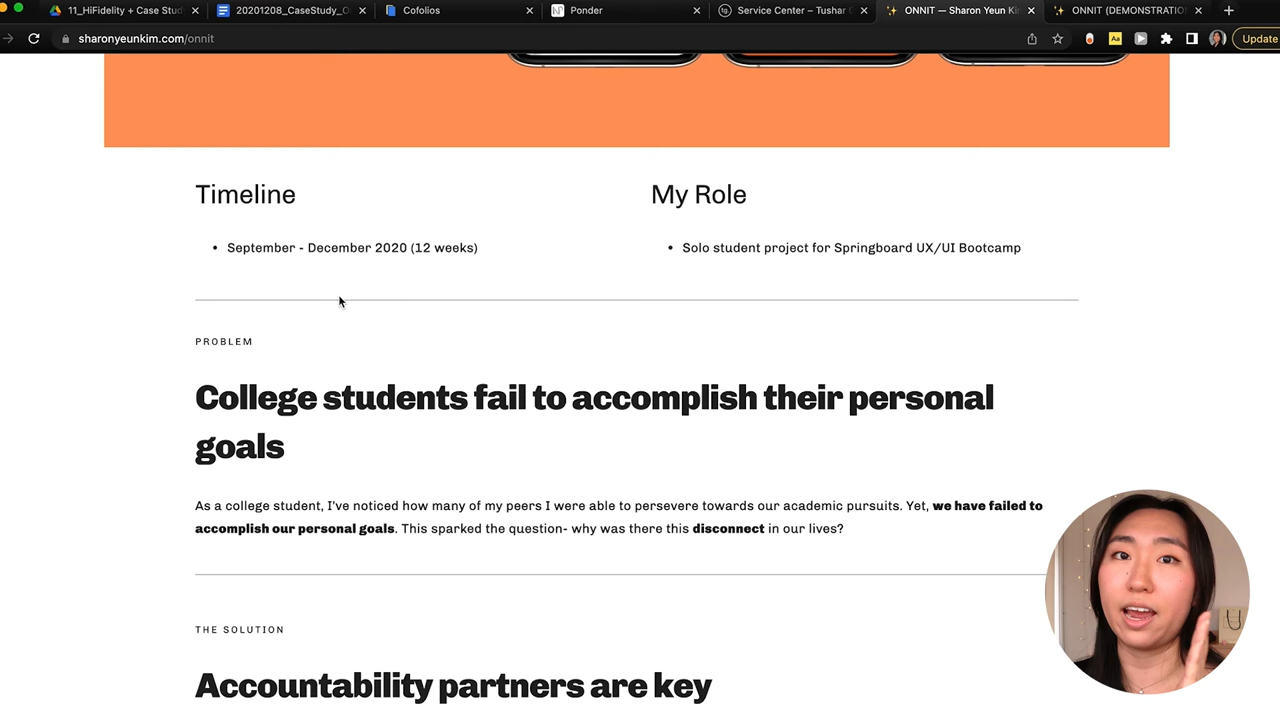 11_HiFidelity + Case Stud
20201208_CaseStudy_O
Cofolios
Ponder
Service Center – Tushar
ONNIT — Sharon Yeun Ki
ONNIT (DEMONSTRATIO
sharonyeunkim.com/onnit
Aa
Update
Timeline
My Role
• September - December 2020 (12 weeks)
• Solo student project for Springboard UX/UI Bootcamp
PROBLEM
College students fail to accomplish their personal
goals
As a college student, I've noticed how many of my peers I were able to persevere towards our academic pursuits. Yet, we have failed to
accomplish our personal goals. This sparked the question- why was there this disconnect in our lives?
THE SOLUTION
Accountability partners are key